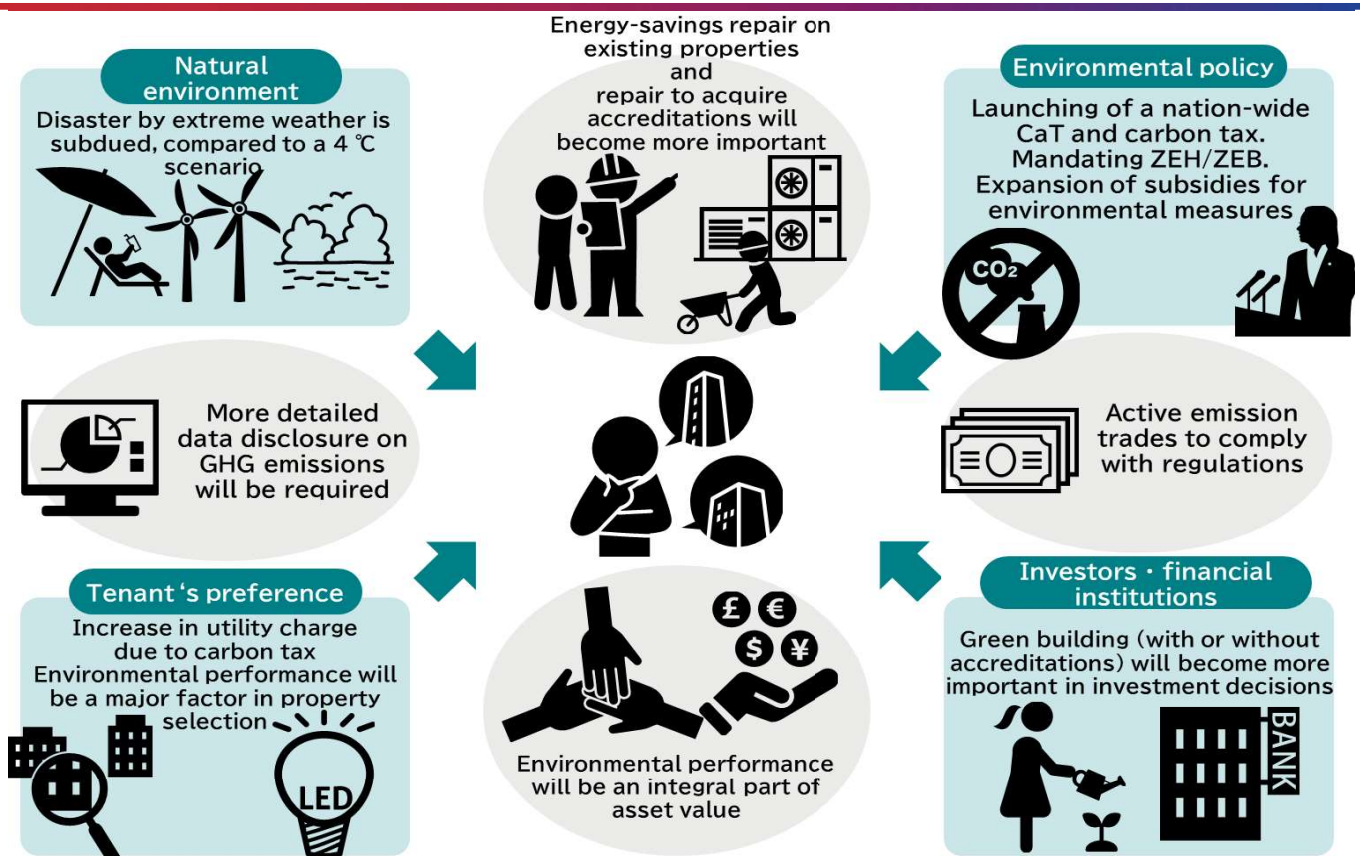 Natural
environment
Disaster by extreme weather is
subdued, compared to a 4 ℃
scenario
Energy-savings repair on
existing properties
and
repair to acquire
accreditations will
become more important
Environmental policy
Launching of a nation-wide
CaT and carbon tax.
Mandating ZEH/ZEB.
Expansion of subsidies for
environmental measures
CO₂
More detailed
data disclosure on
GHG emissions
will be required
Active emission
trades to comply
with regulations
Tenant‘s preference
Increase in utility charge
due to carbon tax
Environmental performance will
be a major factor in property
selection
LED
£ €
$ ¥
Environmental performance
will be an integral part of
asset value
Investors・financial
institutions
Green building (with or without
accreditations) will become more
important in investment decisions
BANK